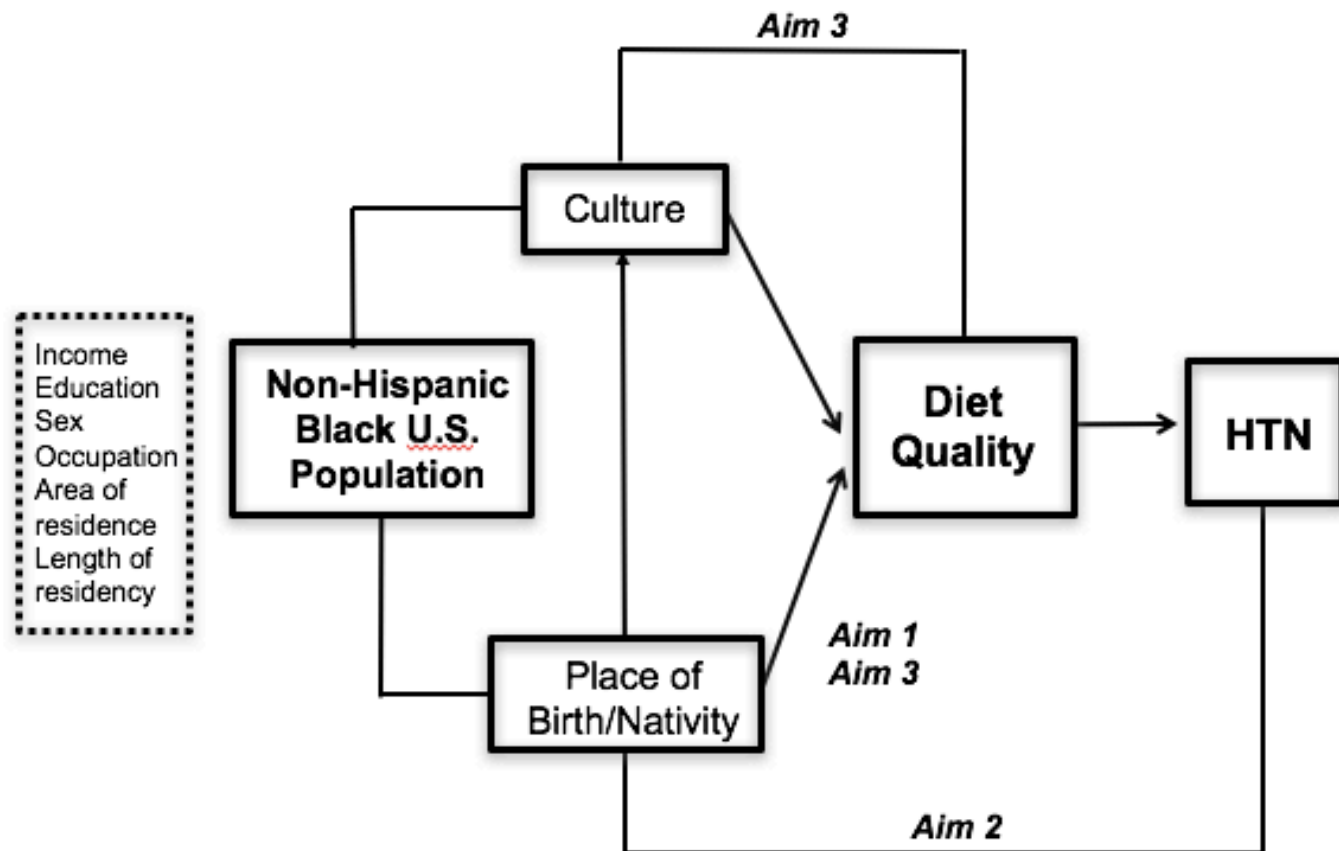 Aim 3
Culture
Income
Education
Sex
Occupation
Area of
residence
Length of
residency
Non-Hispanic
Black U.S.
Population
Diet
Quality
HTN
Aim 1
Aim 3
Place of
Birth/Nativity
Aim 2